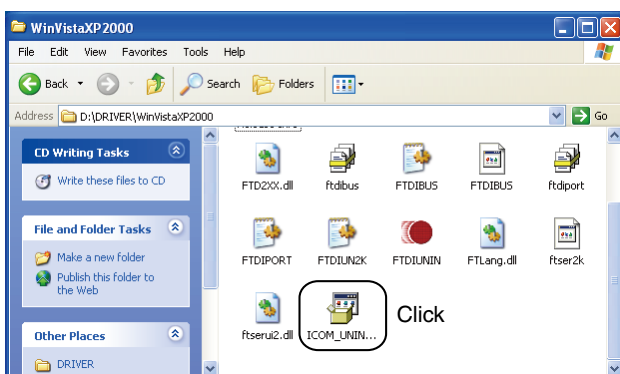 WinVistaXP2000
File Edit View Favorites Tools Help
Back Search Folders
Address D:\DRIVER\WinVistaXP2000 Go
CD Writing Tasks
Write these files to CD
File and Folder Tasks
Make a new folder
Publish this folder to
the Web
Other Places
DRIVER
FTD2XX.dll ftdibus FTDIBUS FTDIBUS ftdiport
FTDIPORT FTDIUN2K FTDIUNIN FTLang.dll ftser2k
ftserui2.dll ICOM_UNIN...
Click